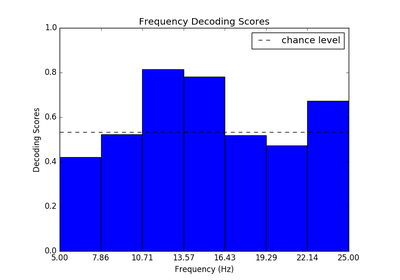 Frequency Decoding Scores
chance level
1.0
0.8
0.6
0.4
0.2
0.0
Decoding Scores
5.00 7.86 10.71 13.57 16.43 19.29 22.14 25.00
Frequency (Hz)